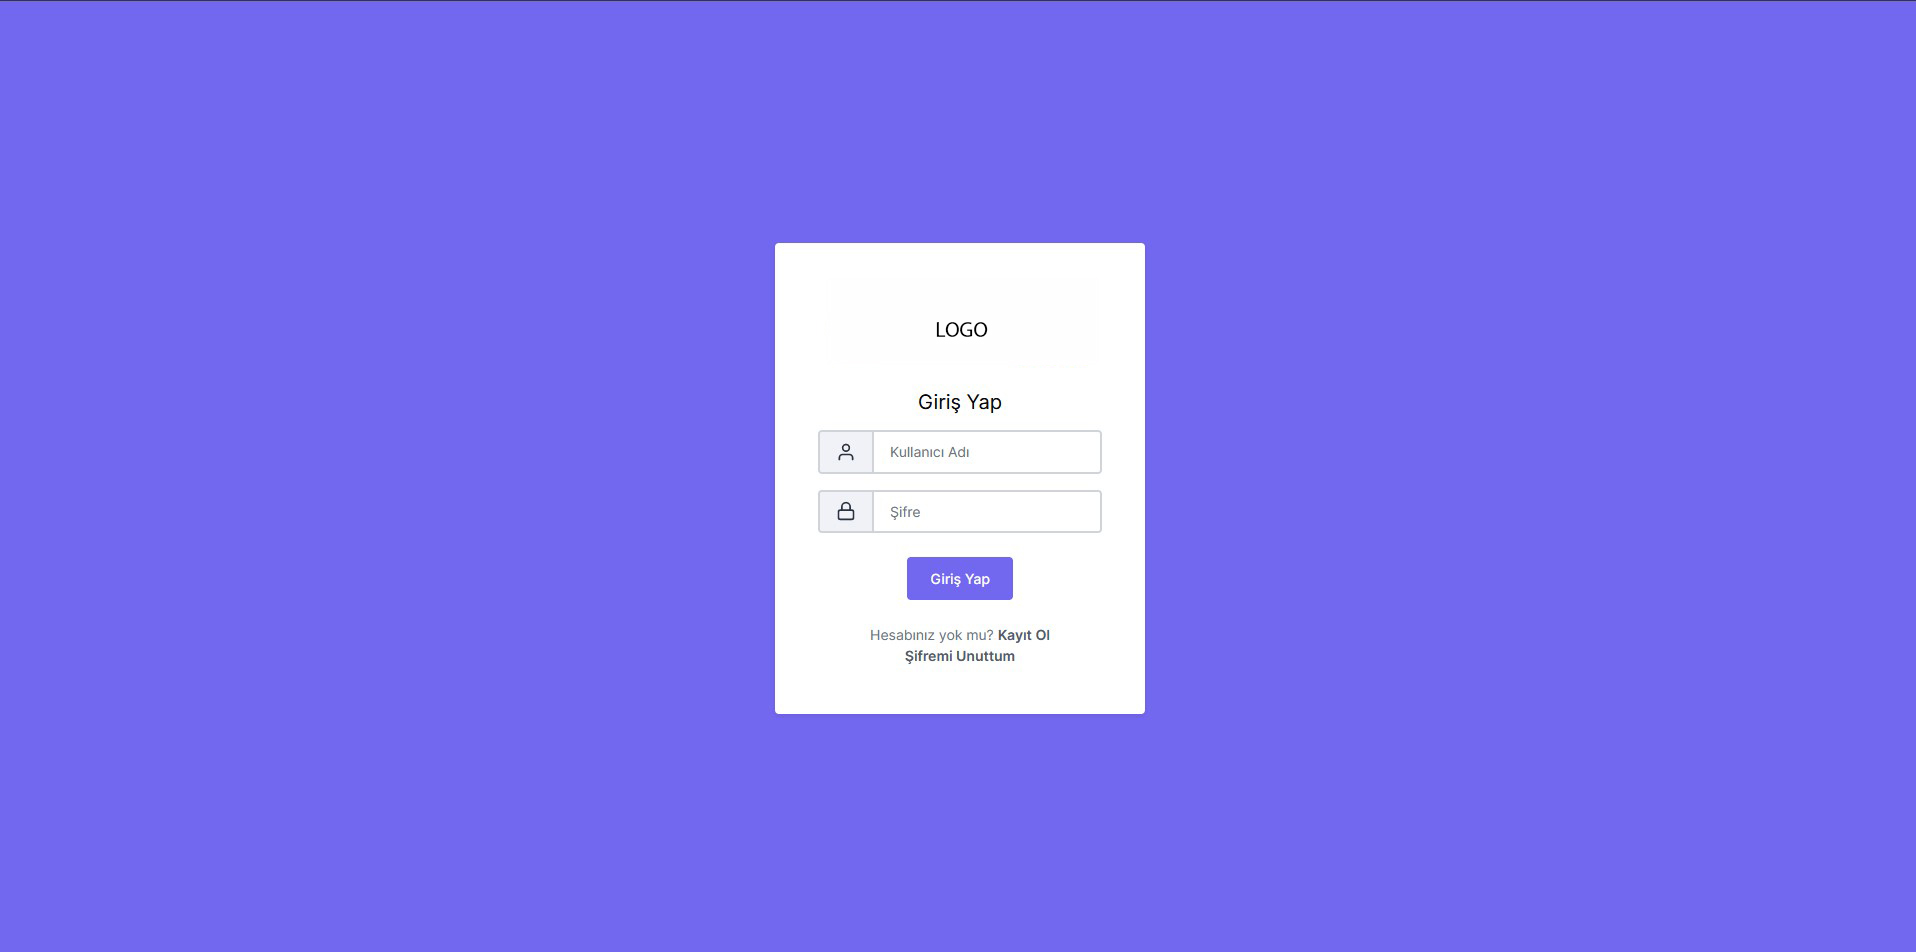 LOGO
Giriş Yap
Kullanıcı Adı
Şifre
Giriş Yap
Hesabınız yok mu? Kayıt Ol
Şifremi Unuttum